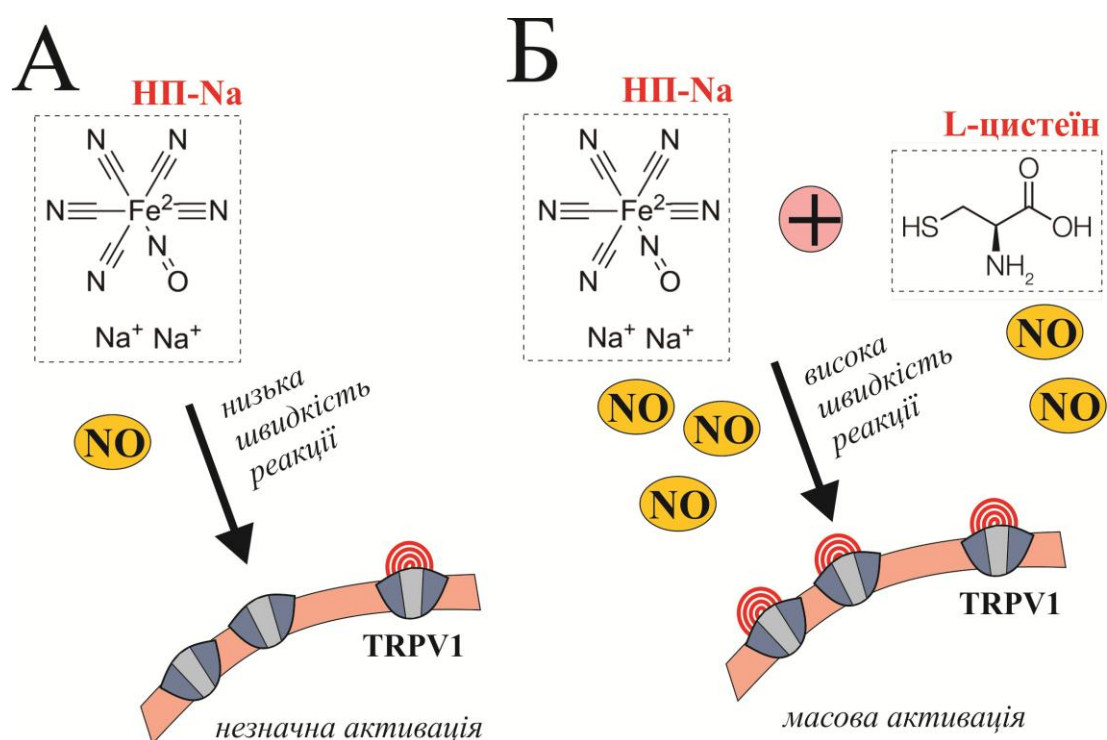 А
НП-Na
N N
N Fe2 N
N N
O
Na+ Na+
NO
низька
швидкість
реакції
TRPV1
незначна активація
Б
НП-Na
N N
N Fe2 N
N N
O
Na+ Na+
+
L-цистеїн
O
HS OH
NH2
NO
NO
NO
NO
NO
висока
швидкість
реакції
TRPV1
масова активація